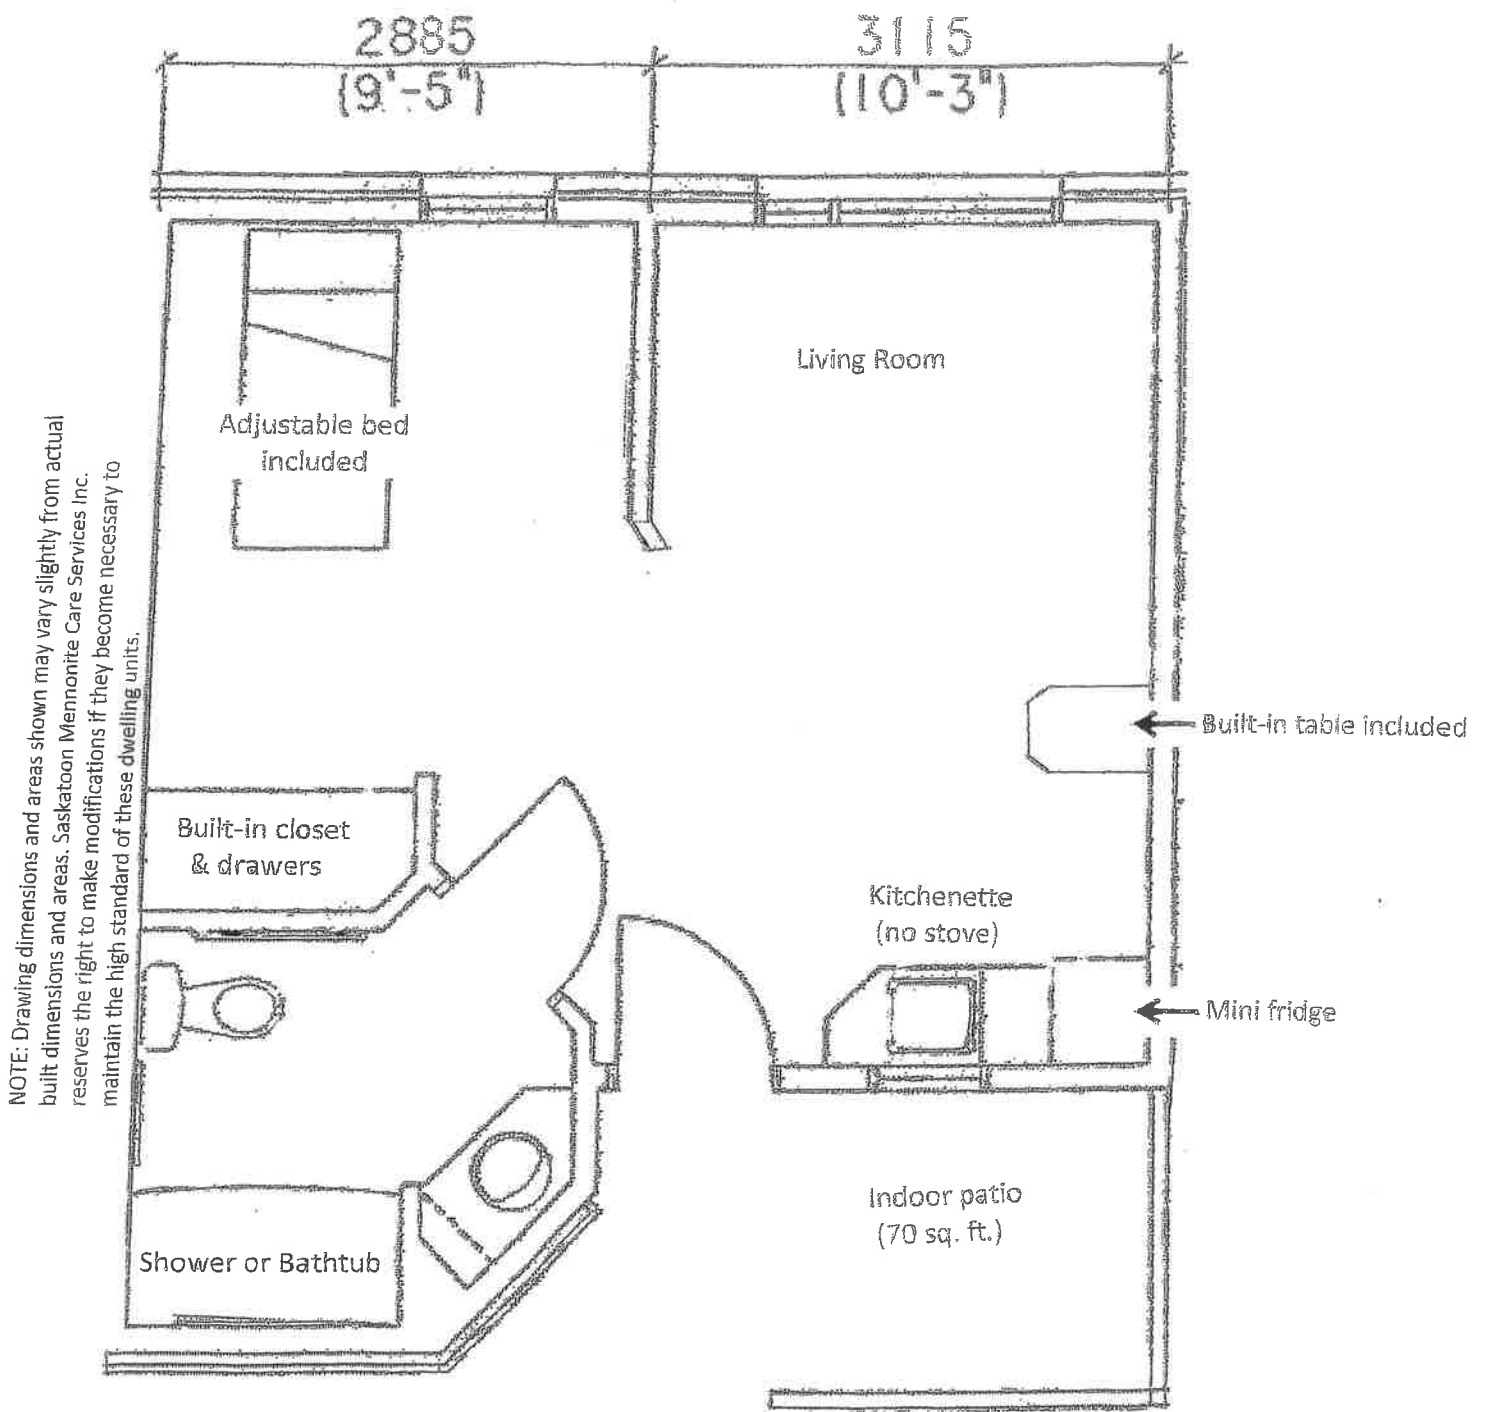 2885
(9'-5")
3115
(10'-3")
Living Room
Adjustable bed
included
NOTE: Drawing dimensions and areas shown may vary slightly from actual
built dimensions and areas. Saskatoon Mennonite Care Services Inc.
reserves the right to make modifications if they become necessary to
maintain the high standard of these dwelling units.
Built-in table included
Built-in closet
& drawers
Kitchenette
(no stove)
Mini fridge
Indoor patio
(70 sq. ft.)
Shower or Bathtub